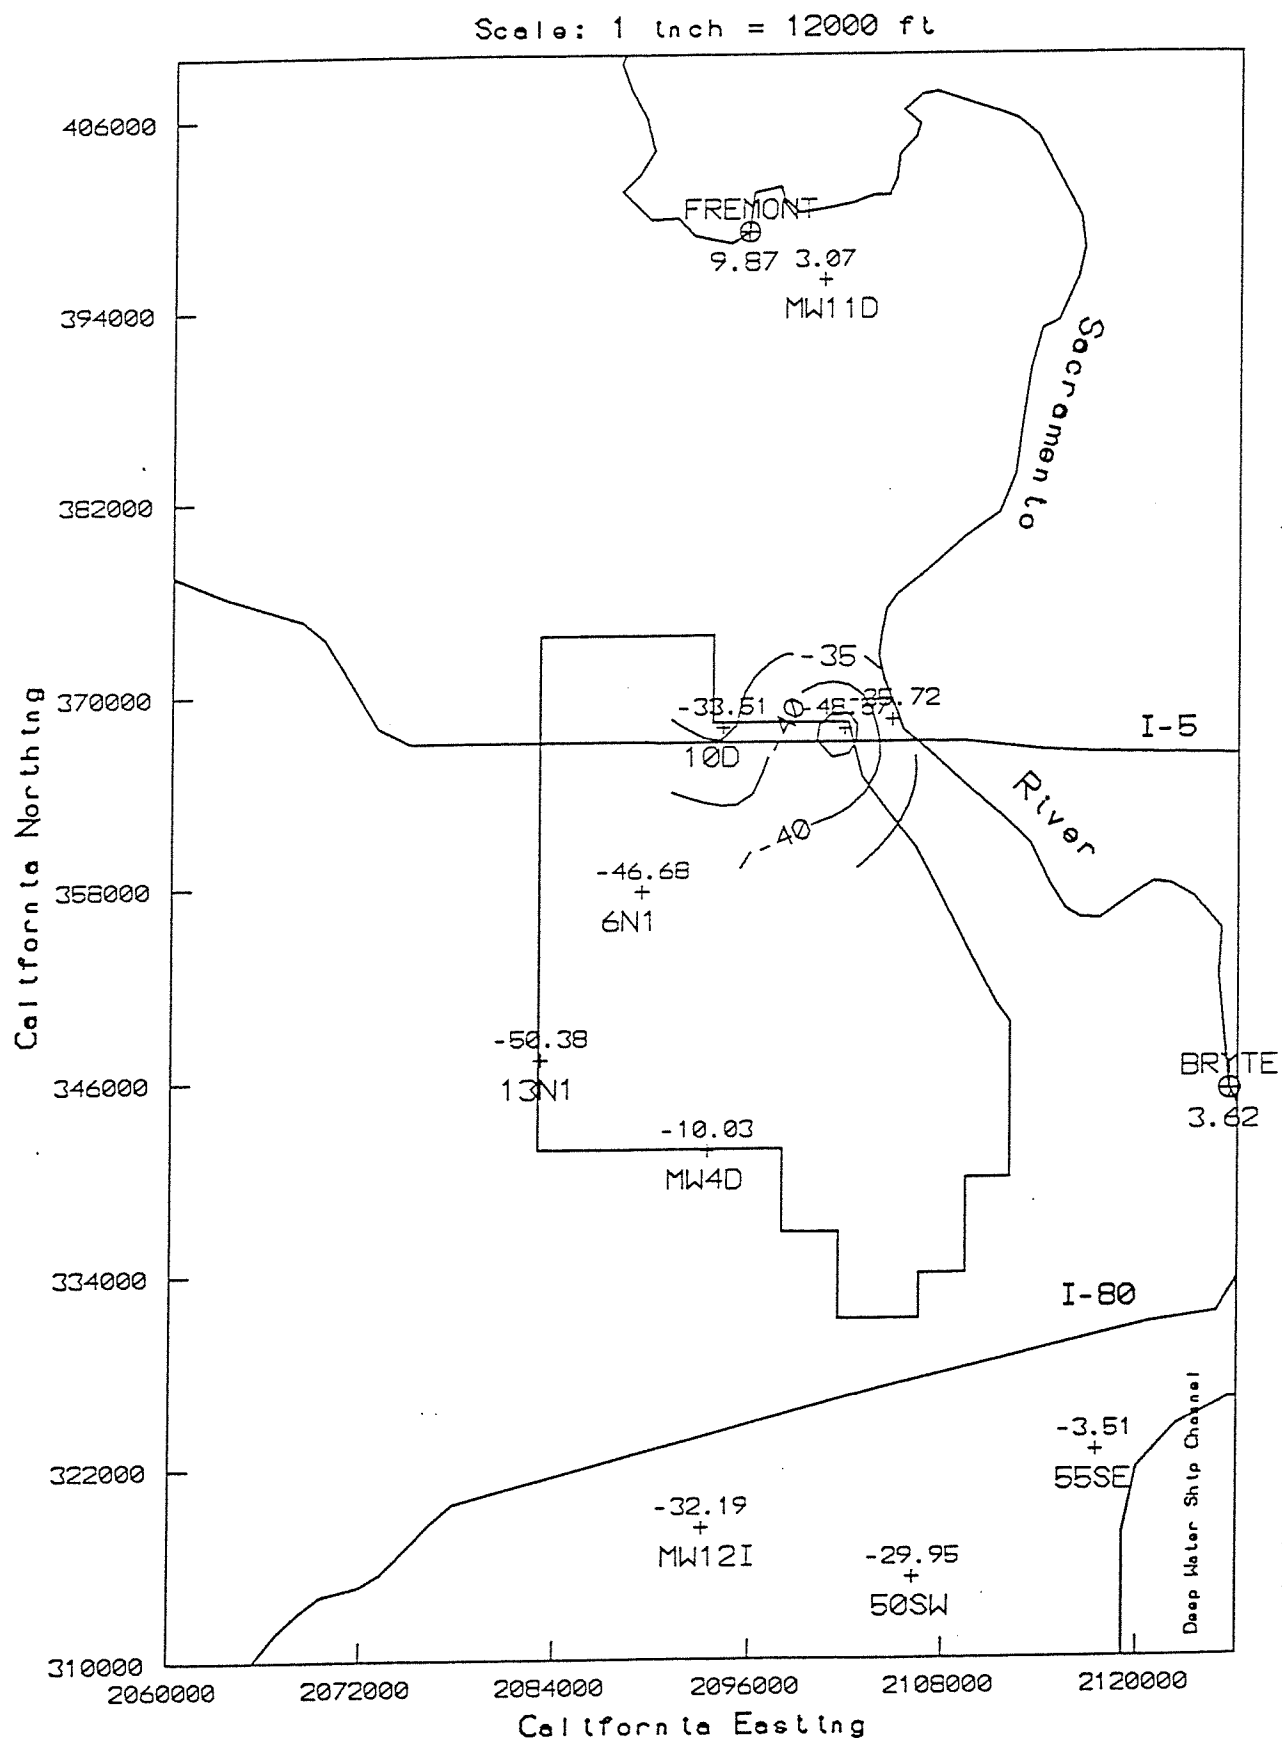 Scale: 1 inch = 12000 ft
406000
FREMONT
9.87 3.07
MW11D
394000
Sacramento
382000
-35
370000
-33.51
-35.72
I-5
10D
River
-40
-46.68
358000
6N1
California Northing
-50.38
13N1
346000
BRYTE
3.62
-10.03
MW4D
334000
I-80
-3.51
55SE
322000
Deep Water Ship Channel
-32.19
MW12I
-29.95
50SW
310000
2060000 2072000 2084000 2096000 2108000 2120000
California Easting